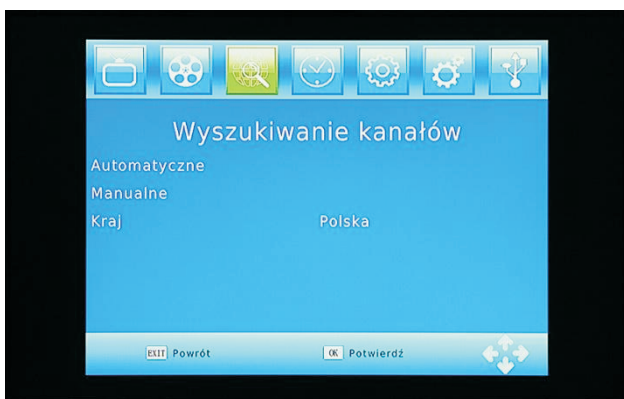 Wyszukiwanie kanałów
Automatyczne
Manualne
Kraj Polska
EXIT Powrót OK Potwierdź